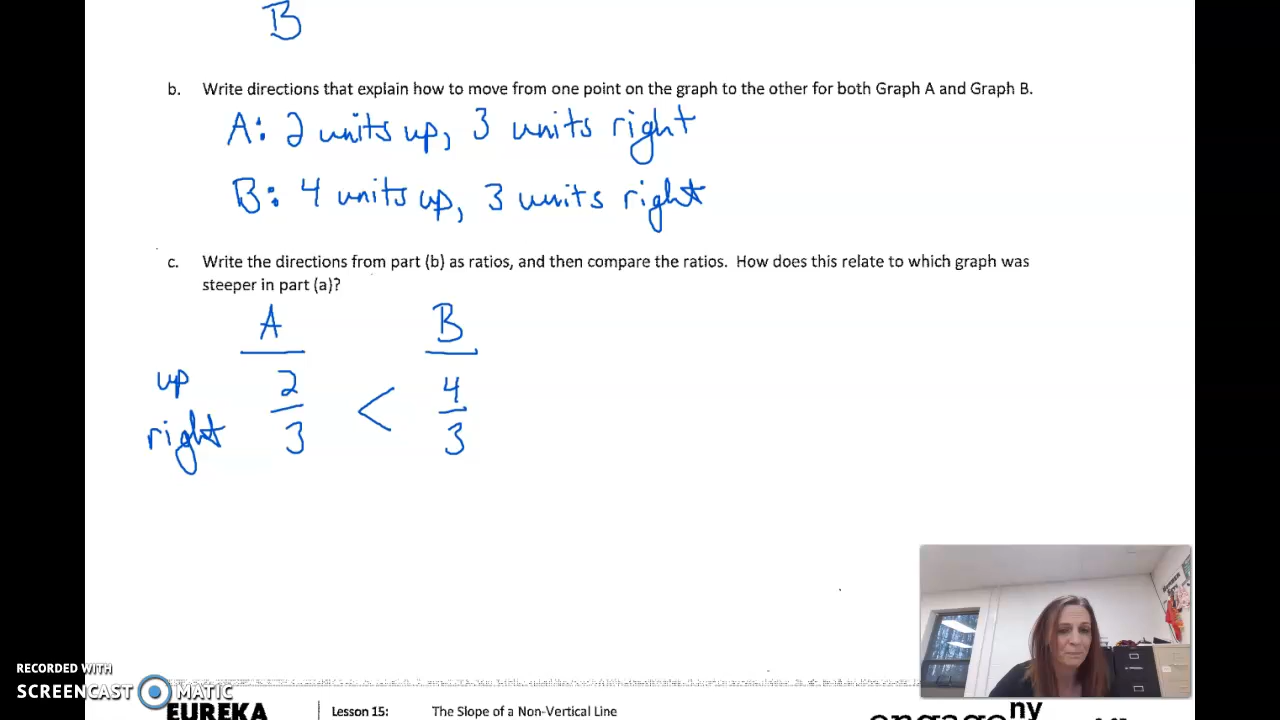 B
b. Write directions that explain how to move from one point on the graph to the other for both Graph A and Graph B.
A: 2 units up, 3 units right
B: 4 units up, 3 units right
c. Write the directions from part (b) as ratios, and then compare the ratios. How does this relate to which graph was
steeper in part (a)?
A B
up 2 < 4
right 3 3
RECORDED WITH
SCREENCAST MATIC
EUREKA Lesson 15: The Slope of a Non-Vertical Line
ny